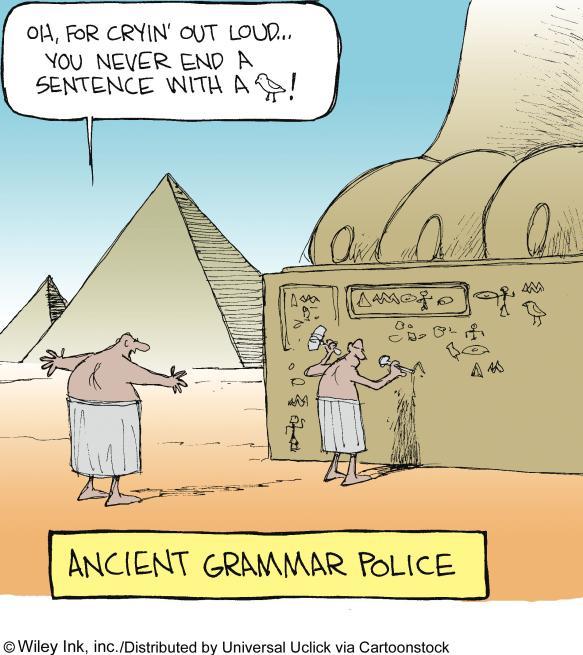 OH, FOR CRYIN' OUT LOUD...
YOU NEVER END A
SENTENCE WITH A !
ANCIENT GRAMMAR POLICE
© Wiley Ink, inc./Distributed by Universal Uclick via Cartoonstock